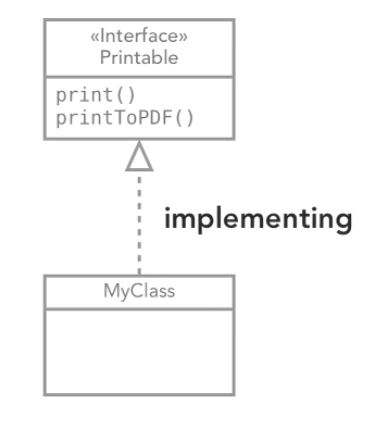 «Interface»
Printable
print()
printToPDF()
implementing
MyClass